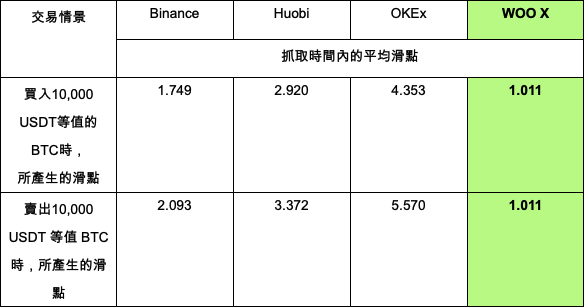 交易情景
Binance
Huobi
OKEx
WOO X
抓取時間內的平均滑點
買入10,000
USDT等值的
BTC時，
所產生的滑點
1.749
2.920
4.353
1.011
賣出10,000
USDT 等值 BTC
時，所產生的滑
點
2.093
3.372
5.570
1.011